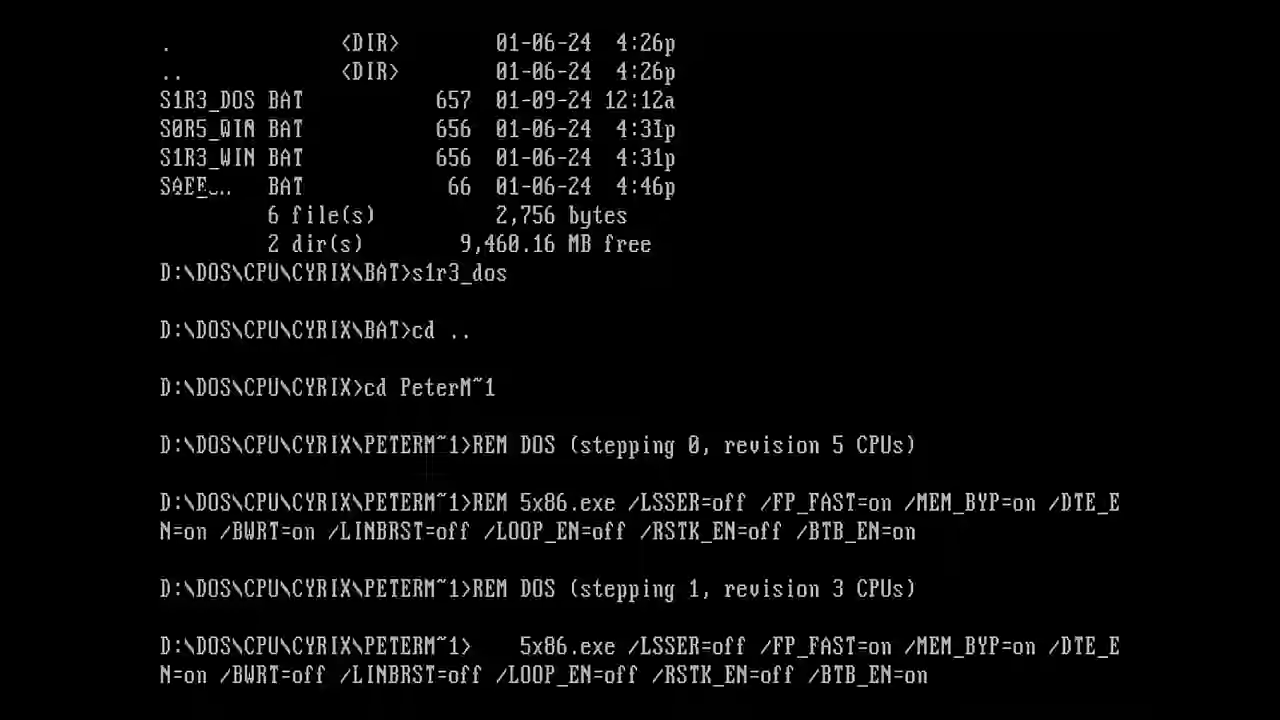 . <DIR> 01-06-24 4:26p
.. <DIR> 01-06-24 4:26p
S1R3_DOS BAT 657 01-09-24 12:12a
S0R5_WIN BAT 656 01-06-24 4:31p
S1R3_WIN BAT 656 01-06-24 4:31p
BAT 66 01-06-24 4:46p
6 file(s) 2,756 bytes
2 dir(s) 9,460.16 MB free
D:\DOS\CPU\CYRIX\BAT>s1r3_dos
D:\DOS\CPU\CYRIX\BAT>cd ..
D:\DOS\CPU\CYRIX>cd PeterM~1
D:\DOS\CPU\CYRIX\PETERM~1>REM DOS (stepping 0, revision 5 CPUs)
D:\DOS\CPU\CYRIX\PETERM~1>REM 5x86.exe /LSSER=off /FP_FAST=on /MEM_BYP=on /DTE_E
N=on /BWRT=on /LINBRST=off /LOOP_EN=off /RSTK_EN=off /BTB_EN=on
D:\DOS\CPU\CYRIX\PETERM~1>REM DOS (stepping 1, revision 3 CPUs)
D:\DOS\CPU\CYRIX\PETERM~1> 5x86.exe /LSSER=off /FP_FAST=on /MEM_BYP=on /DTE_E
N=on /BWRT=off /LINBRST=off /LOOP_EN=off /RSTK_EN=off /BTB_EN=on